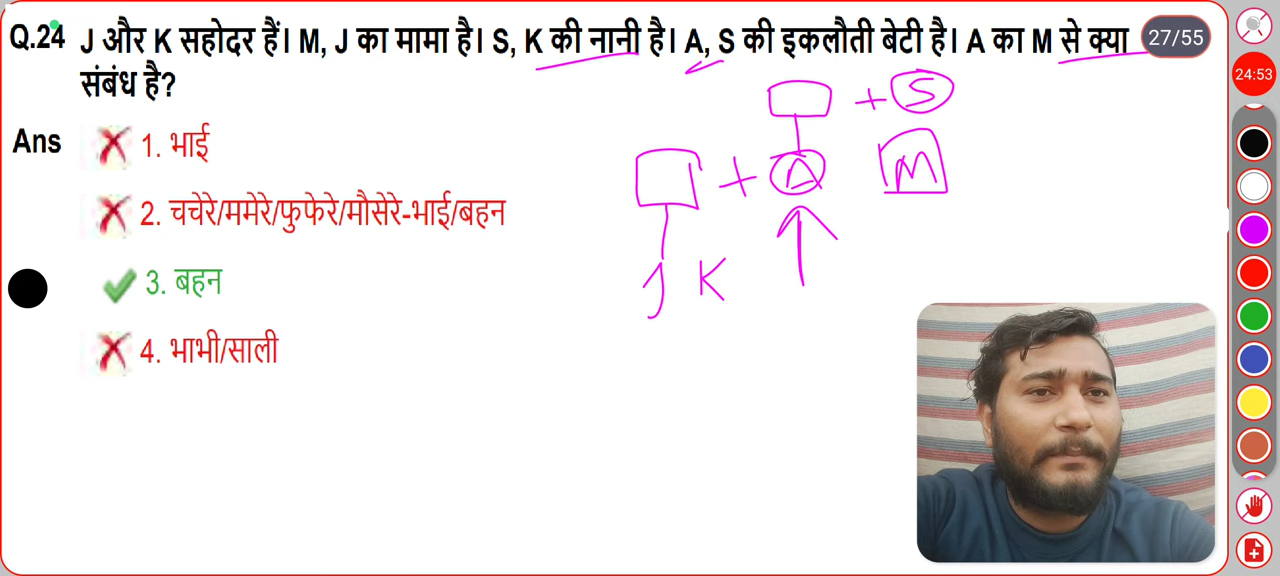 Q.24 J और K सहोदर हैं। M, J का मामा है। S, K की नानी है। A, S की इकलौती बेटी है। A का M से क्या
संबंध है?
27/55
24:53
Ans
1. भाई
2. चचेरे/ममेरे/फुफेरे/मौसेरे-भाई/बहन
3. बहन
4. भाभी/साली
+ S
+ A M
J K